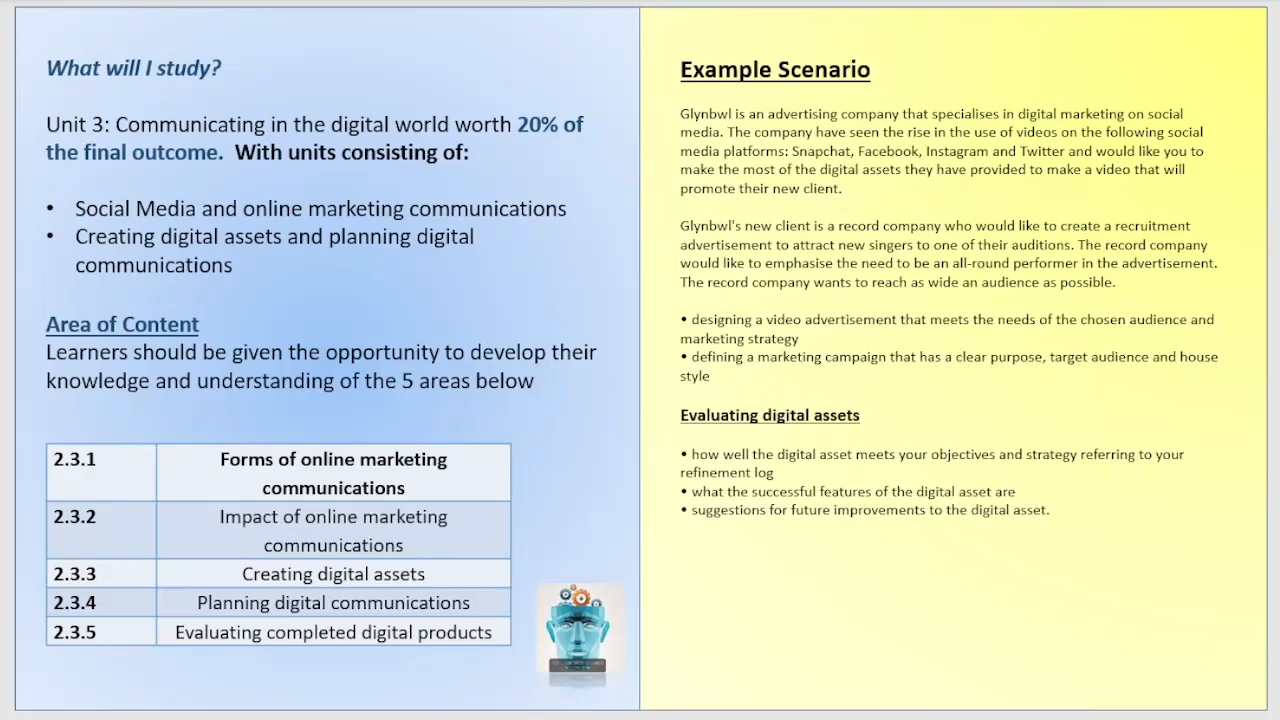 What will I study?
Unit 3: Communicating in the digital world worth 20% of
the final outcome. With units consisting of:
• Social Media and online marketing communications
• Creating digital assets and planning digital
communications
Area of Content
Learners should be given the opportunity to develop their
knowledge and understanding of the 5 areas below
2.3.1 Forms of online marketing
communications
2.3.2 Impact of online marketing
communications
2.3.3 Creating digital assets
2.3.4 Planning digital communications
2.3.5 Evaluating completed digital products
Example Scenario
Glynbwl is an advertising company that specialises in digital marketing on social
media. The company have seen the rise in the use of videos on the following social
media platforms: Snapchat, Facebook, Instagram and Twitter and would like you to
make the most of the digital assets they have provided to make a video that will
promote their new client.
Glynbwl's new client is a record company who would like to create a recruitment
advertisement to attract new singers to one of their auditions. The record company
would like to emphasise the need to be an all-round performer in the advertisement.
The record company wants to reach as wide an audience as possible.
• designing a video advertisement that meets the needs of the chosen audience and
marketing strategy
• defining a marketing campaign that has a clear purpose, target audience and house
style
Evaluating digital assets
• how well the digital asset meets your objectives and strategy referring to your
refinement log
• what the successful features of the digital asset are
• suggestions for future improvements to the digital asset.